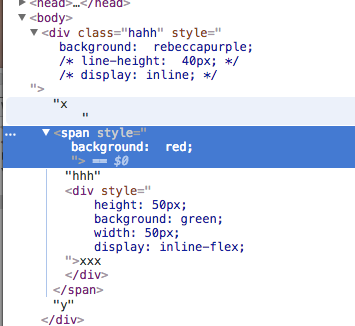 ▶<head>…</head>
▼<body>
▼<div class="hahh" style="
background:  rebeccapurple;
/* line-height:  40px; */
/* display: inline; */
">
"x
"
… ▼<span style="
background:  red;
"> == $0
"hhh"
<div style="
height: 50px;
background: green;
width: 50px;
display: inline-flex;
">xxx
</div>
</span>
"y"
</div>